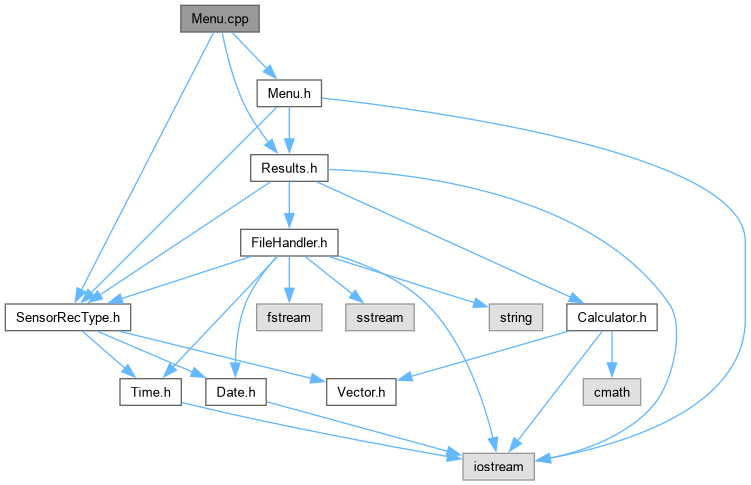 Menu.cpp
Menu.h
Results.h
FileHandler.h
SensorRecType.h
fstream
sstream
string
Calculator.h
Time.h
Date.h
Vector.h
cmath
iostream